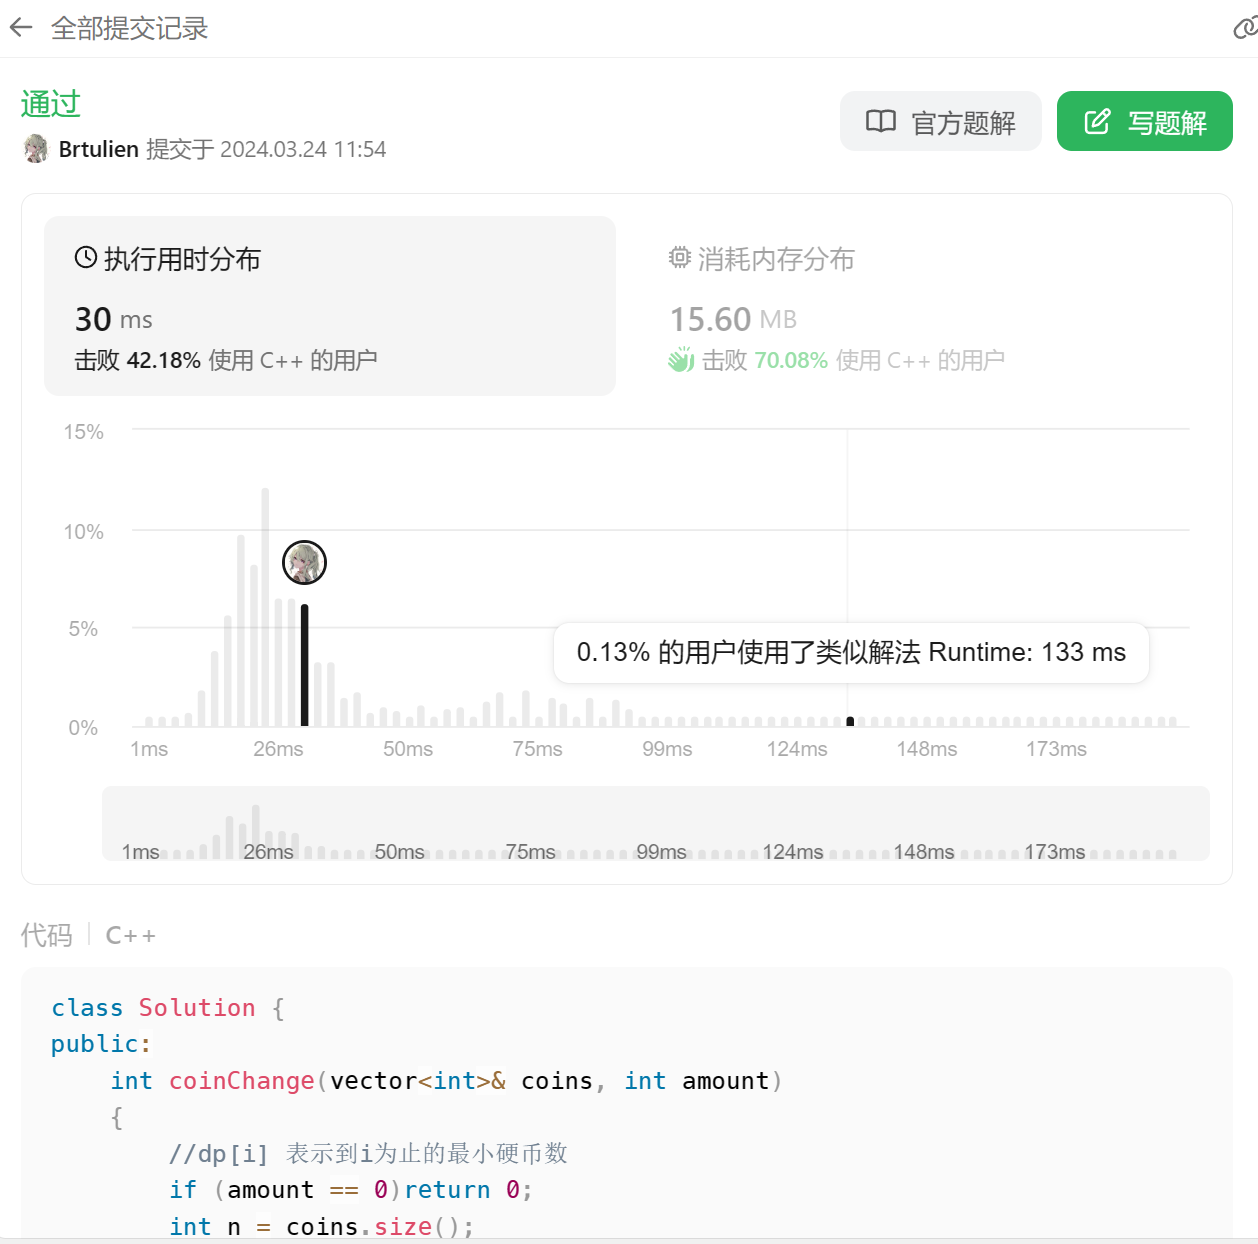 全部提交记录
通过
Brtulien 提交于 2024.03.24 11:54
官方题解
写题解
执行用时分布
30 ms
击败 42.18% 使用 C++ 的用户
消耗内存分布
15.60 MB
击败 70.08% 使用 C++ 的用户
15%
10%
5%
0%
0.13% 的用户使用了类似解法 Runtime: 133 ms
1ms 26ms 50ms 75ms 99ms 124ms 148ms 173ms
1ms 26ms 50ms 75ms 99ms 124ms 148ms 173ms
代码 | C++
class Solution {
public:
    int coinChange(vector<int>& coins, int amount)
    {
        //dp[i] 表示到i为止的最小硬币数
        if (amount == 0)return 0;
        int n = coins.size();